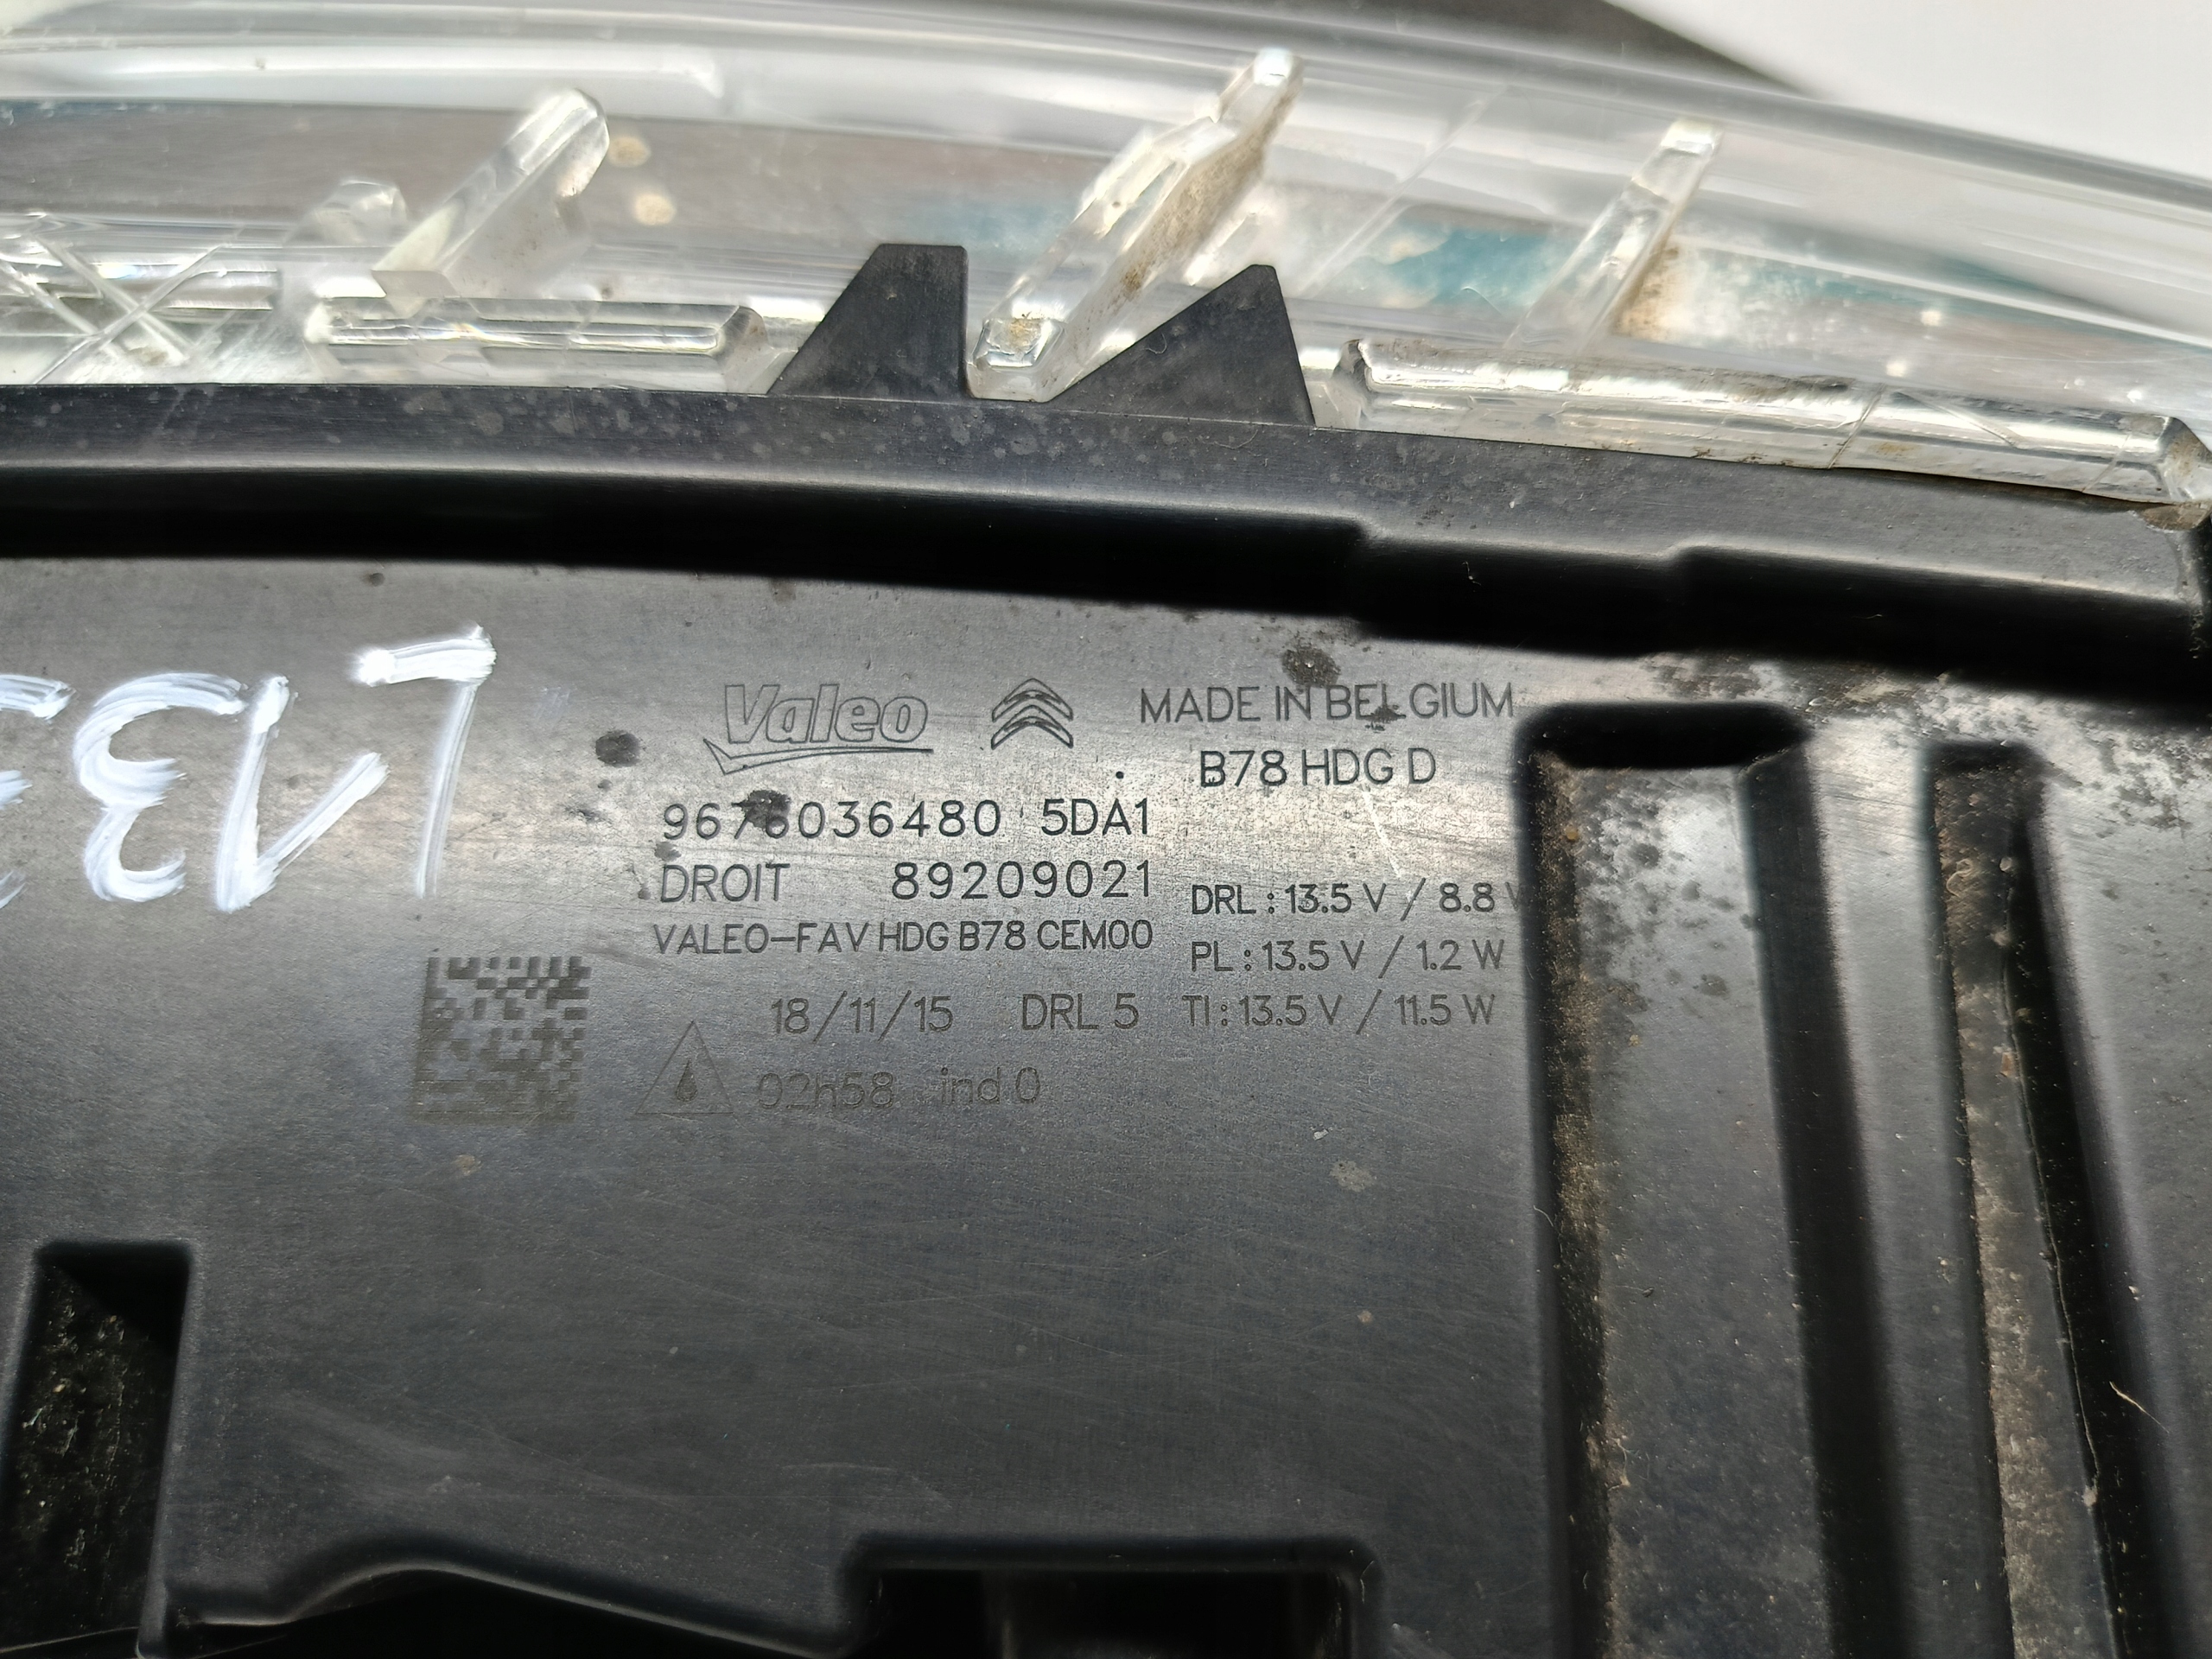 Valeo
MADE IN BELGIUM
B78 HDG D
9676036480 5DA1
DROIT 89209021
VALEO-FAV HDG B78 CEM00
18/11/15 DRL 5
02h58 ind 0
DRL : 13.5 V / 8.8
PL : 13.5 V / 1.2 W
TI : 13.5 V / 11.5 W